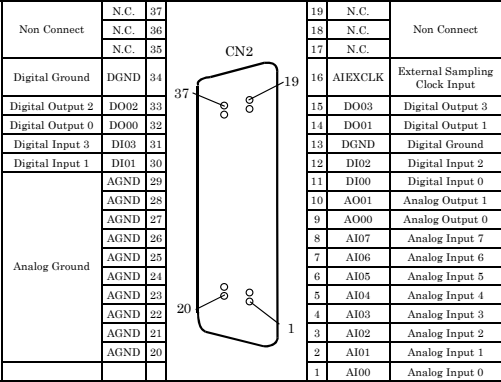 N.C. 37 19 N.C.
Non Connect N.C. 36 18 N.C. Non Connect
N.C. 35 CN2 17 N.C.
Digital Ground DGND 34 16 AIEXCLK External Sampling
Clock Input
37 19
Digital Output 2 DO02 33 15 DO03 Digital Output 3
Digital Output 0 DO00 32 14 DO01 Digital Output 1
Digital Input 3 DI03 31 13 DGND Digital Ground
Digital Input 1 DI01 30 12 DI02 Digital Input 2
AGND 29 11 DI00 Digital Input 0
AGND 28 10 AO01 Analog Output 1
AGND 27 9 AO00 Analog Output 0
AGND 26 8 AI07 Analog Input 7
Analog Ground AGND 25 7 AI06 Analog Input 6
AGND 24 6 AI05 Analog Input 5
AGND 23 5 AI04 Analog Input 4
AGND 22 20 4 AI03 Analog Input 3
AGND 21 1 3 AI02 Analog Input 2
AGND 20 2 AI01 Analog Input 1
1 AI00 Analog Input 0